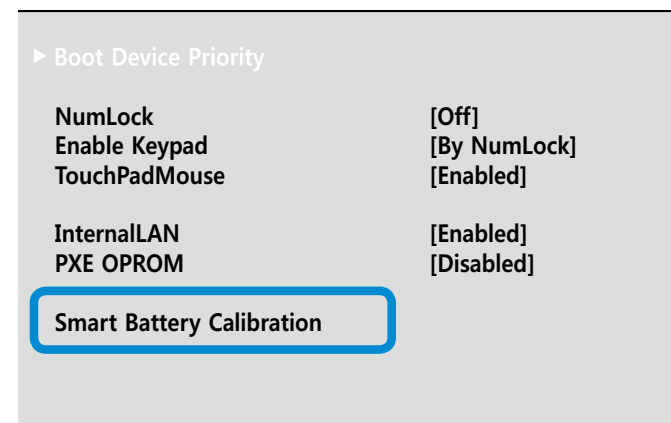 ▶ Boot Device Priority
NumLock [Off]
Enable Keypad [By NumLock]
TouchPadMouse [Enabled]
InternalLAN [Enabled]
PXE OPROM [Disabled]
Smart Battery Calibration